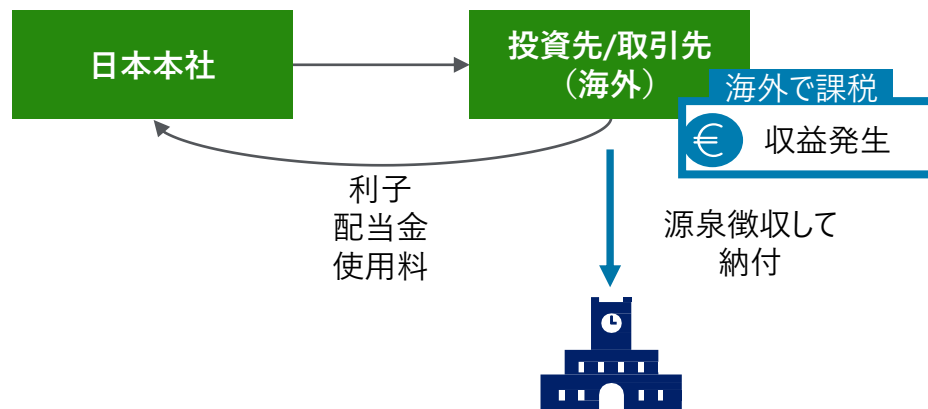 日本本社
投資先/取引先
（海外）
海外で課税
€
収益発生
利子
配当金
使用料
源泉徴収して
納付